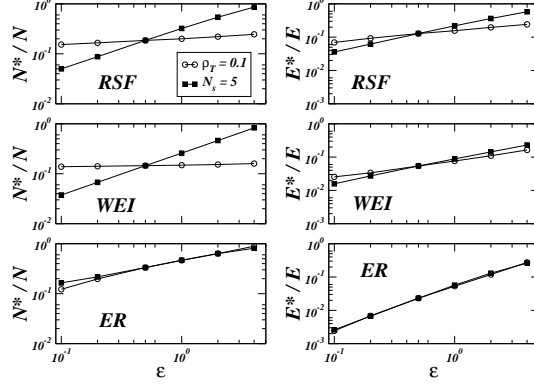 10^0
10^-1
10^-2
N*/N
RSF
ρ_T = 0.1
N_s = 5
10^0
10^-1
10^-2
10^-3
E*/E
RSF
10^0
10^-1
10^-2
N*/N
WEI
10^0
10^-1
10^-2
10^-3
E*/E
WEI
10^0
10^-1
10^-2
N*/N
ER
10^-1 10^0
ε
10^0
10^-1
10^-2
10^-3
E*/E
ER
10^-1 10^0
ε